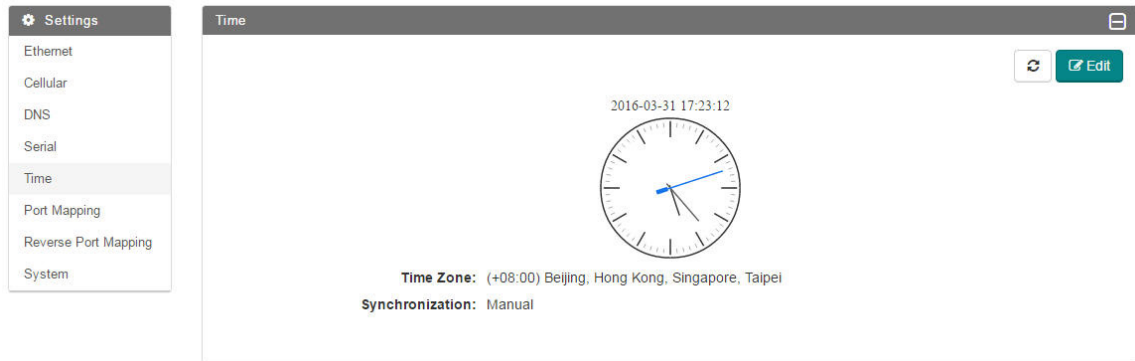 Settings
Ethernet
Cellular
DNS
Serial
Time
Port Mapping
Reverse Port Mapping
System
Time
Edit
2016-03-31 17:23:12
Time Zone: (+08:00) Beijing, Hong Kong, Singapore, Taipei
Synchronization: Manual